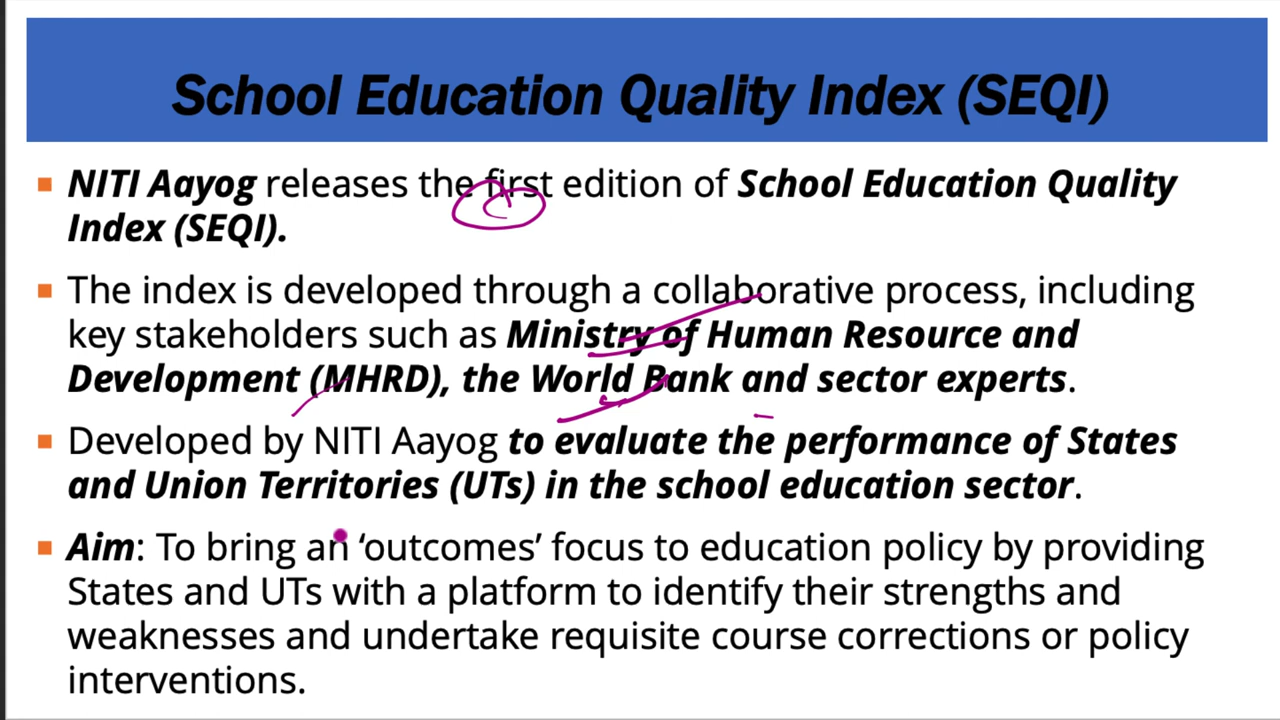 School Education Quality Index (SEQI)
NITI Aayog releases the first edition of School Education Quality
Index (SEQI).
The index is developed through a collaborative process, including
key stakeholders such as Ministry of Human Resource and
Development (MHRD), the World Bank and sector experts.
Developed by NITI Aayog to evaluate the performance of States
and Union Territories (UTs) in the school education sector.
Aim: To bring an ‘outcomes’ focus to education policy by providing
States and UTs with a platform to identify their strengths and
weaknesses and undertake requisite course corrections or policy
interventions.